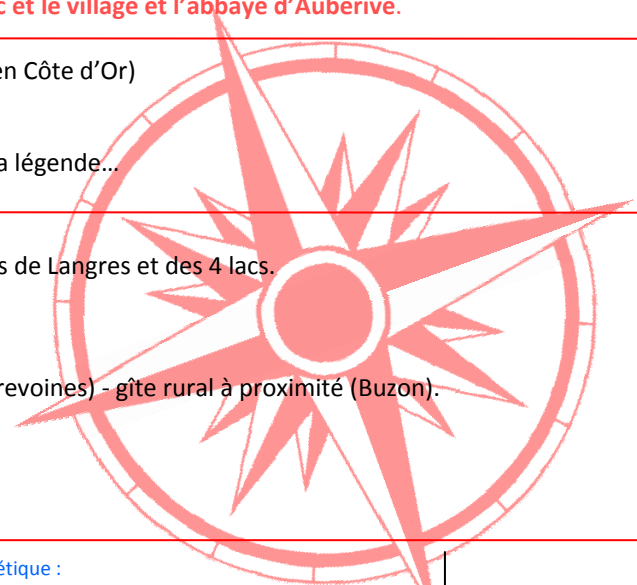 c et le village et l'abbaye d'Auberive.
en Côte d'Or)
a légende...
s de Langres et des 4 lacs.
revoines) - gîte rural à proximité (Buzon).
étique :